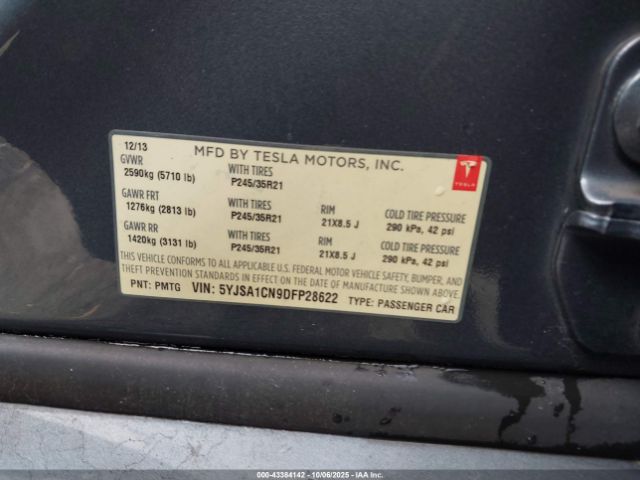 12/13 MFD BY TESLA MOTORS, INC.
GVWR WITH TIRES
2590kg (5710 lb) P245/35R21
TESLA
GAWR FRT WITH TIRES RIM COLD TIRE PRESSURE
1276kg (2813 lb) P245/35R21 21X8.5 J 290 kPa, 42 psi
GAWR RR WITH TIRES RIM COLD TIRE PRESSURE
1420kg (3131 lb) P245/35R21 21X8.5 J 290 kPa, 42 psi
THIS VEHICLE CONFORMS TO ALL APPLICABLE U.S. FEDERAL MOTOR VEHICLE SAFETY, BUMPER, AND
THEFT PREVENTION STANDARDS IN EFFECT ON THE DATE OF MANUFACTURE SHOWN ABOVE.
PNT: PMTG VIN: 5YJSA1CN9DFP28622 TYPE: PASSENGER CAR
000-43384142 - 10/06/2025 - IAA Inc.